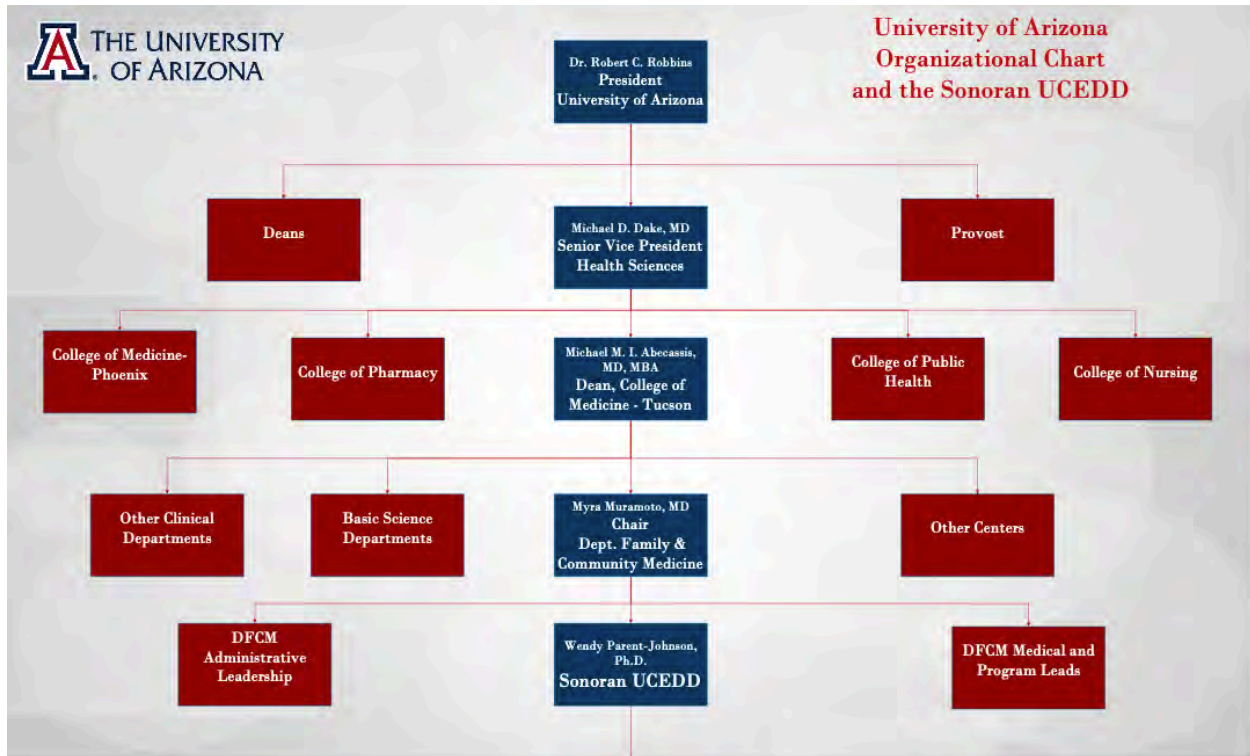 THE UNIVERSITY
OF ARIZONA
University of Arizona
Organizational Chart
and the Sonoran UCEDD
Dr. Robert C. Robbins
President
University of Arizona
Deans
Michael D. Dake, MD
Senior Vice President
Health Sciences
Provost
College of Medicine-
Phoenix
College of Pharmacy
Michael M. I. Abecassis,
MD, MBA
Dean, College of
Medicine - Tucson
College of Public
Health
College of Nursing
Other Clinical
Departments
Basic Science
Departments
Myra Muramoto, MD
Chair
Dept. Family &
Community Medicine
Other Centers
DFCM
Administrative
Leadership
Wendy Parent-Johnson,
Ph.D.
Sonoran UCEDD
DFCM Medical and
Program Leads